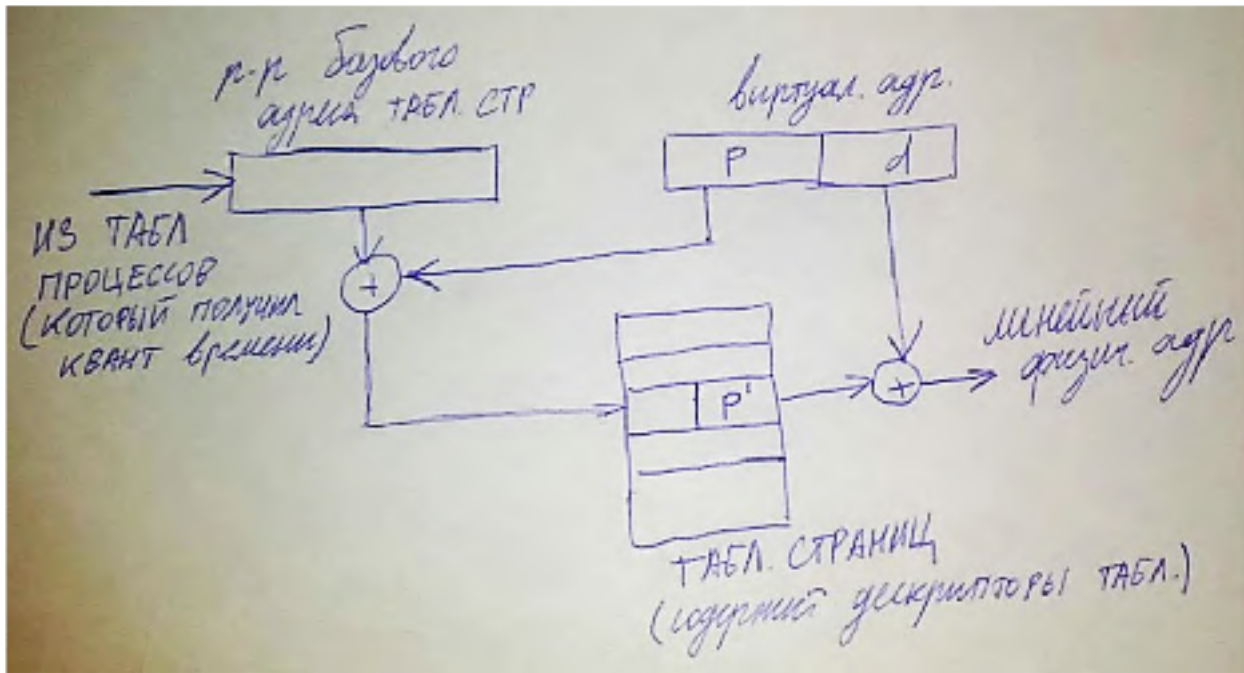 р-р базового
адреса ТАБЛ. СТР
виртуал. адр.
P d
ИЗ ТАБЛ
ПРОЦЕССОВ
(КОТОРЫЙ ПОЛУЧИЛ
КВАНТ времени)
+
P'
+
линейный
физич. адр
ТАБЛ. СТРАНИЦ
(содержит дескрипторы ТАБЛ.)